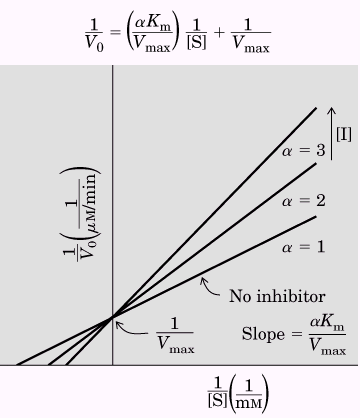 1/V₀ = (αKₘ/Vₘₐₓ) 1/[S] + 1/Vₘₐₓ
[I]
α = 3
α = 2
α = 1
1/V₀ (1/μM/min)
No inhibitor
1/Vₘₐₓ
Slope = αKₘ/Vₘₐₓ
1/[S] (1/mM)